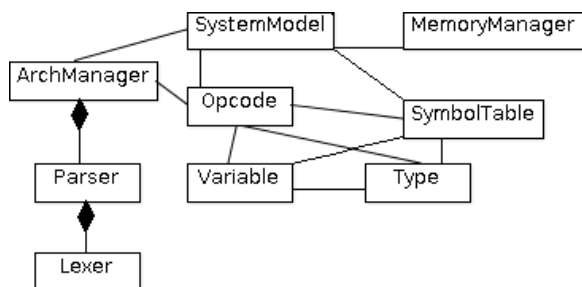 SystemModel
MemoryManager
ArchManager
Opcode
SymbolTable
Parser
Variable
Type
Lexer